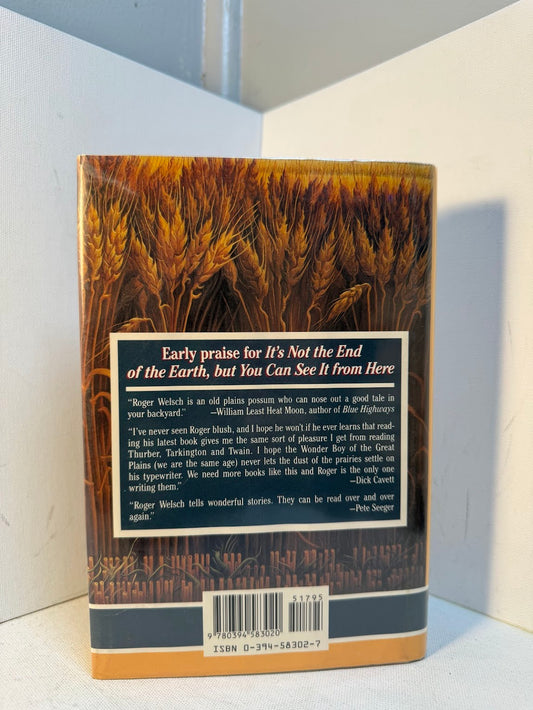 Early praise for It's Not the End
of the Earth, but You Can See It from Here
"Roger Welsch is an old plains possum who can nose out a good tale in
your backyard." —William Least Heat Moon, author of Blue Highways
"I've never seen Roger blush, and I hope he won't if he ever learns that read-
ing his latest book gives me the same sort of pleasure I get from reading
Thurber, Tarkington and Twain. I hope the Wonder Boy of the Great
Plains (we are the same age) never lets the dust of the prairies settle on
his typewriter. We need more books like this and Roger is the only one
writing them." —Dick Cavett
"Roger Welsch tells wonderful stories. They can be read over and over
again." —Pete Seeger
51795
9 780394 583020
ISBN 0-394-58302-7